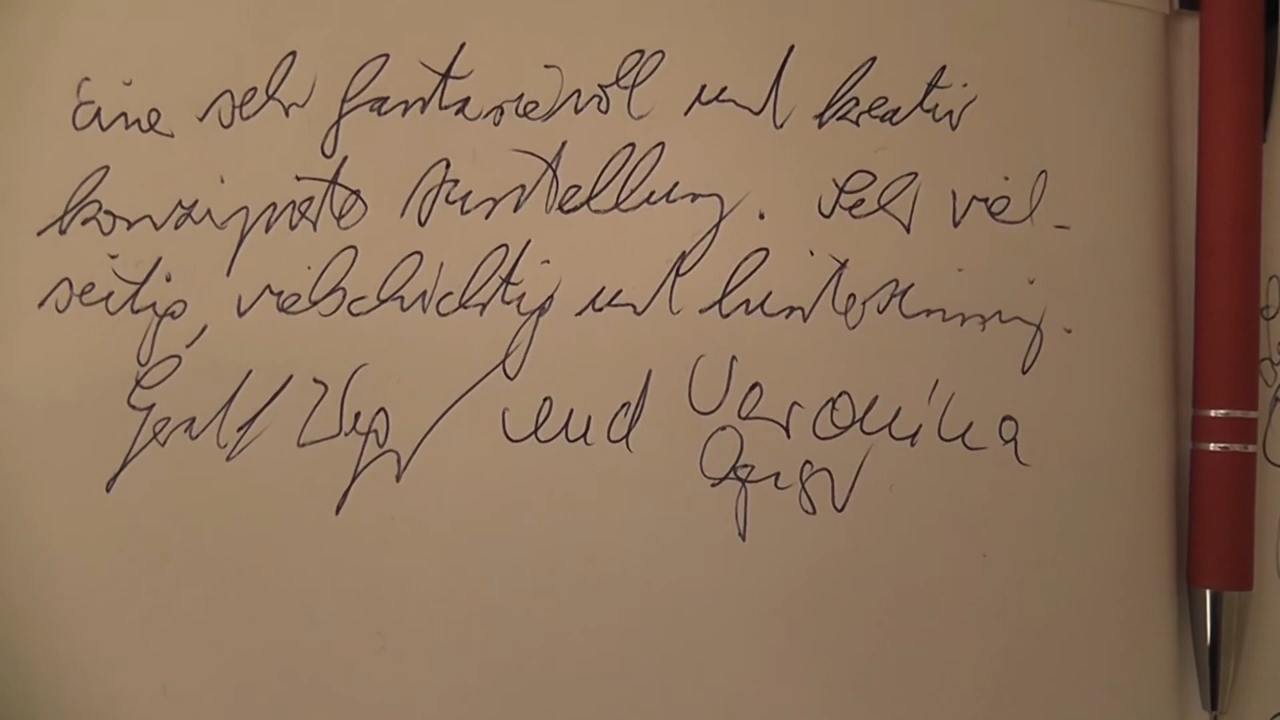 Eine sehr fantasievoll und kreativ
konzipierte Ausstellung. Sehr viel-
seitig, vielschichtig und hintersinnig.
und Veronika